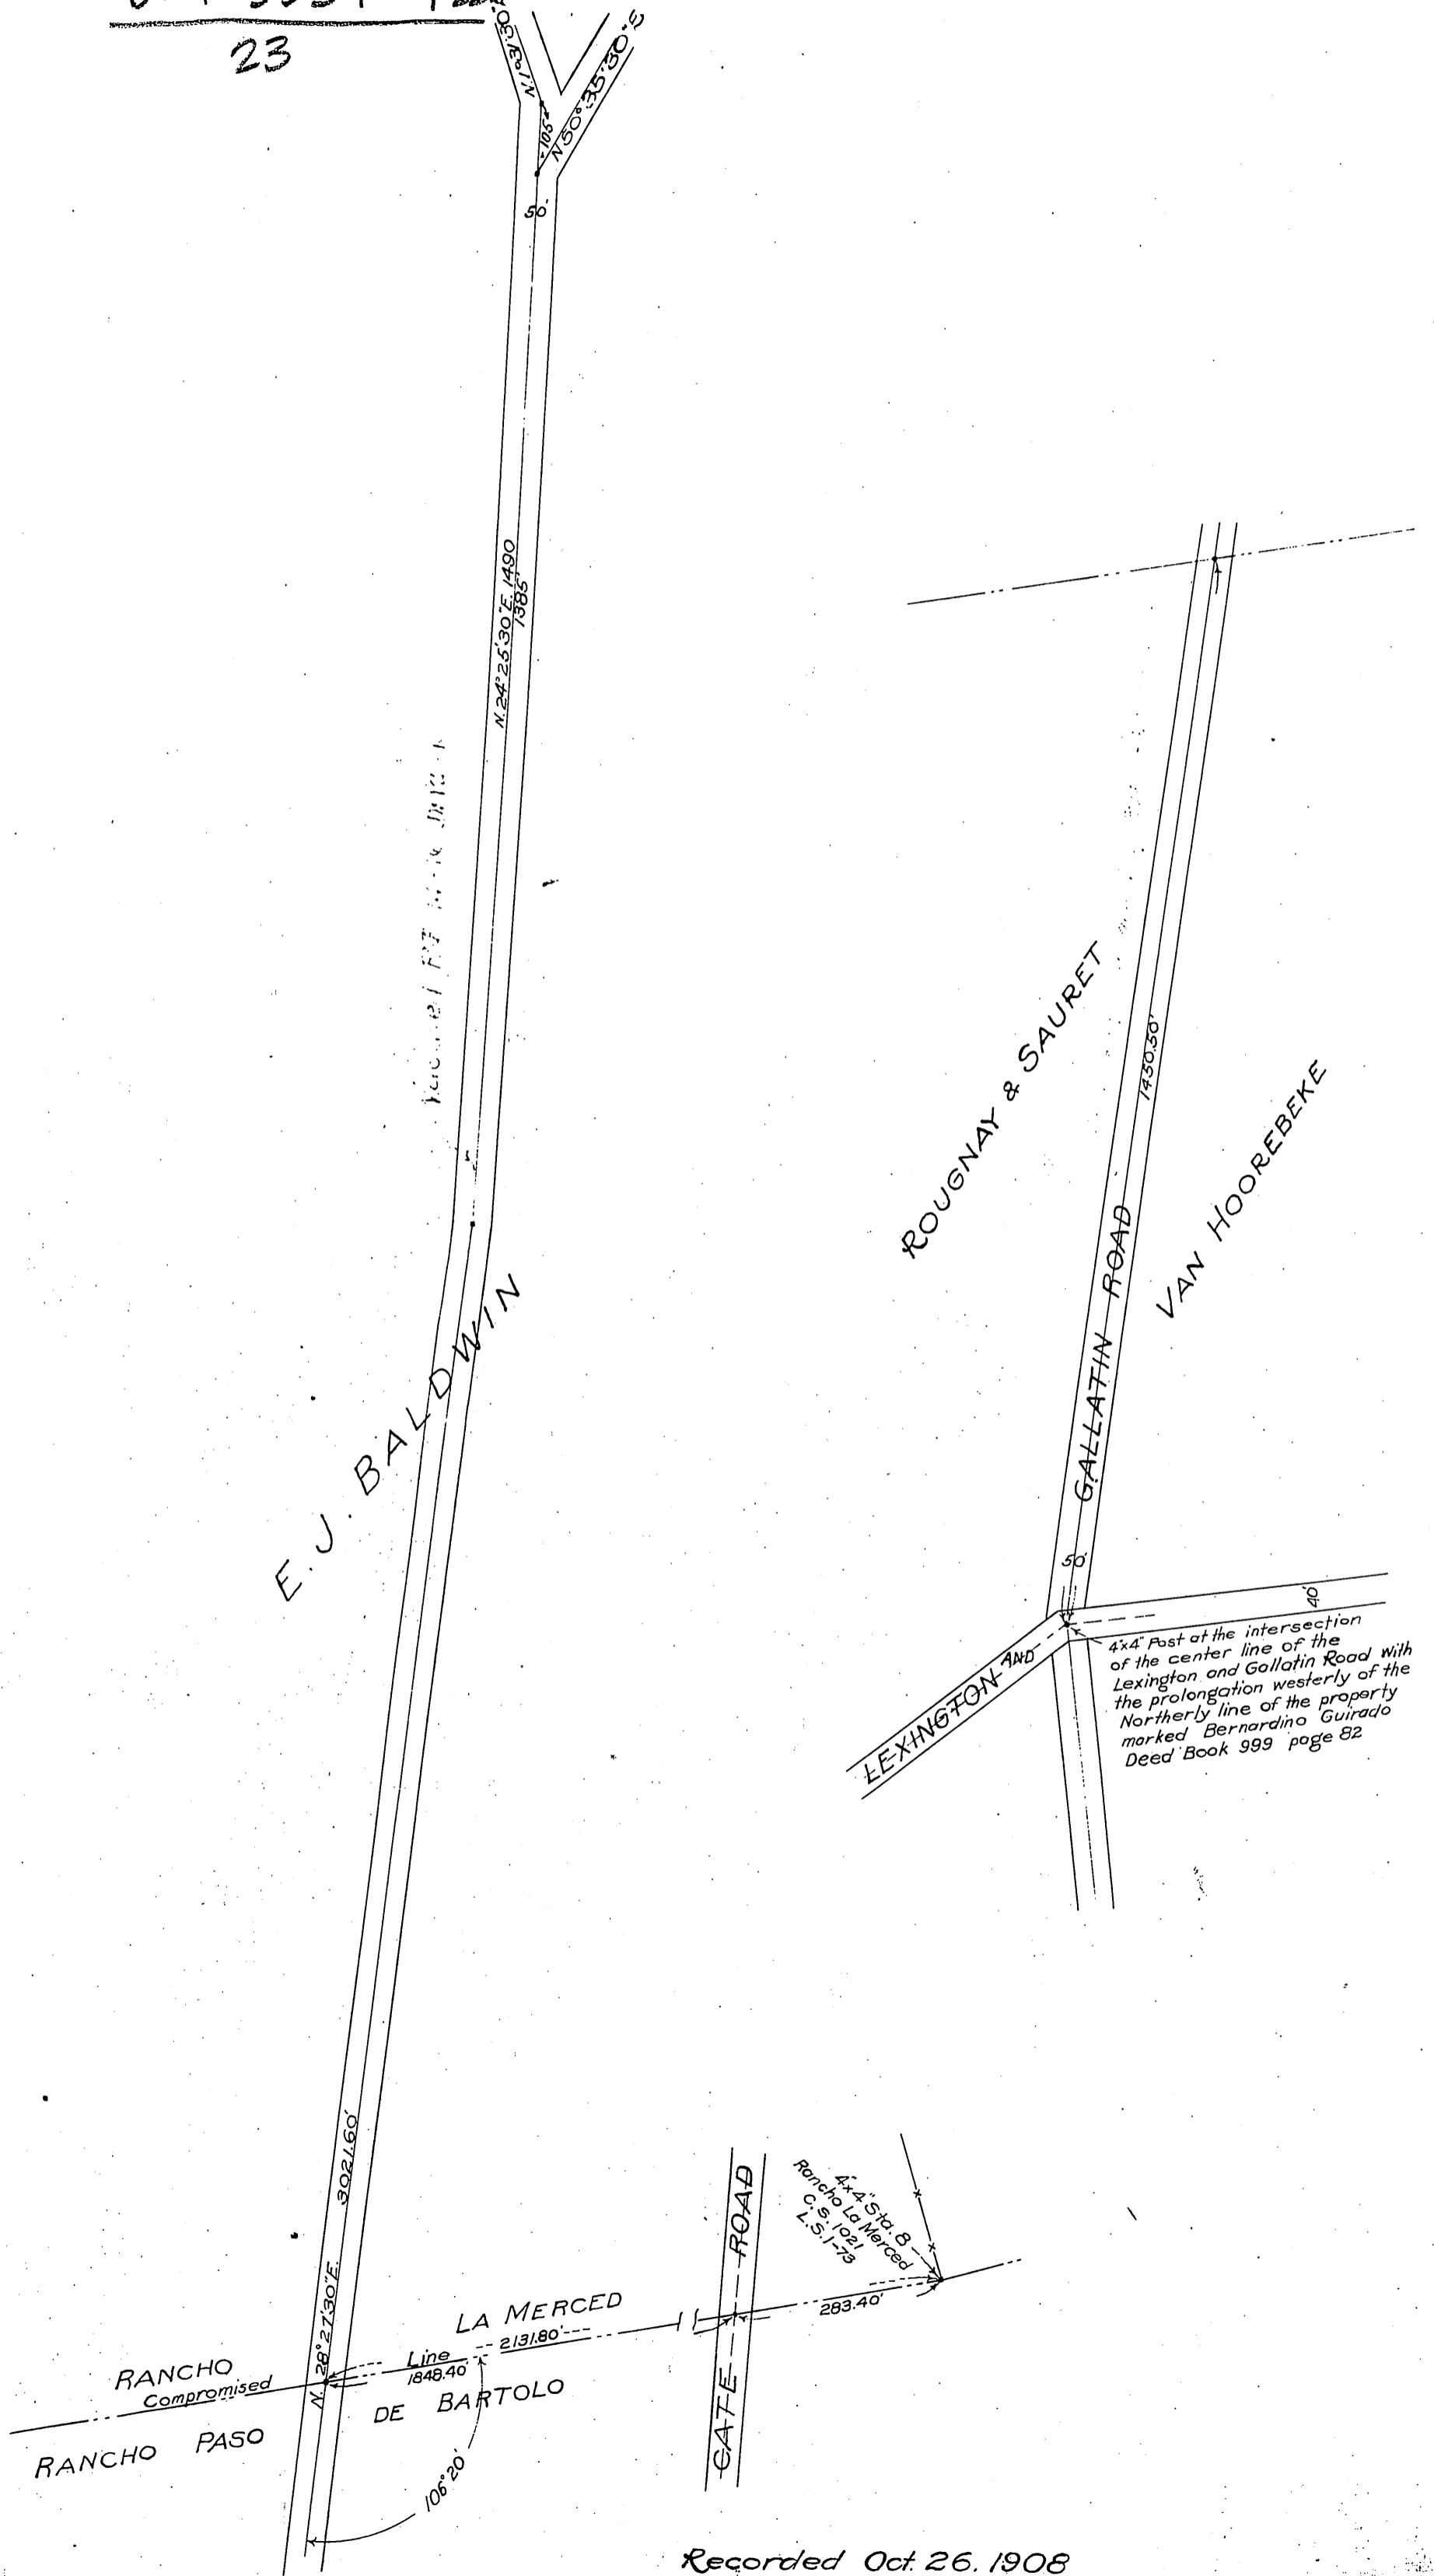 23
N.1°31'30"
N50°35'30"E
105'
50'
N.24°25'30"E. 1490
1385'
E. J. BALDWIN
3021.60'
N. 28°27'30"E.
ROUGNAY & SAURET
1450.50'
VAN HOOREBEKE
GALLATIN ROAD
50'
40'
LEXINGTON AND
4"x4" Post at the intersection
of the center line of the
Lexington and Gallatin Road with
the prolongation westerly of the
Northerly line of the property
marked Bernardino Guirado
Deed Book 999 page 82
4"x4" Sta. 8
Rancho La Merced
C.S. 1021
L.S. 1-73
GATE ROAD
283.40'
RANCHO LA MERCED
Compromised Line
2131.80'
1848.40'
RANCHO PASO DE BARTOLO
106°20'
Recorded Oct. 26. 1908